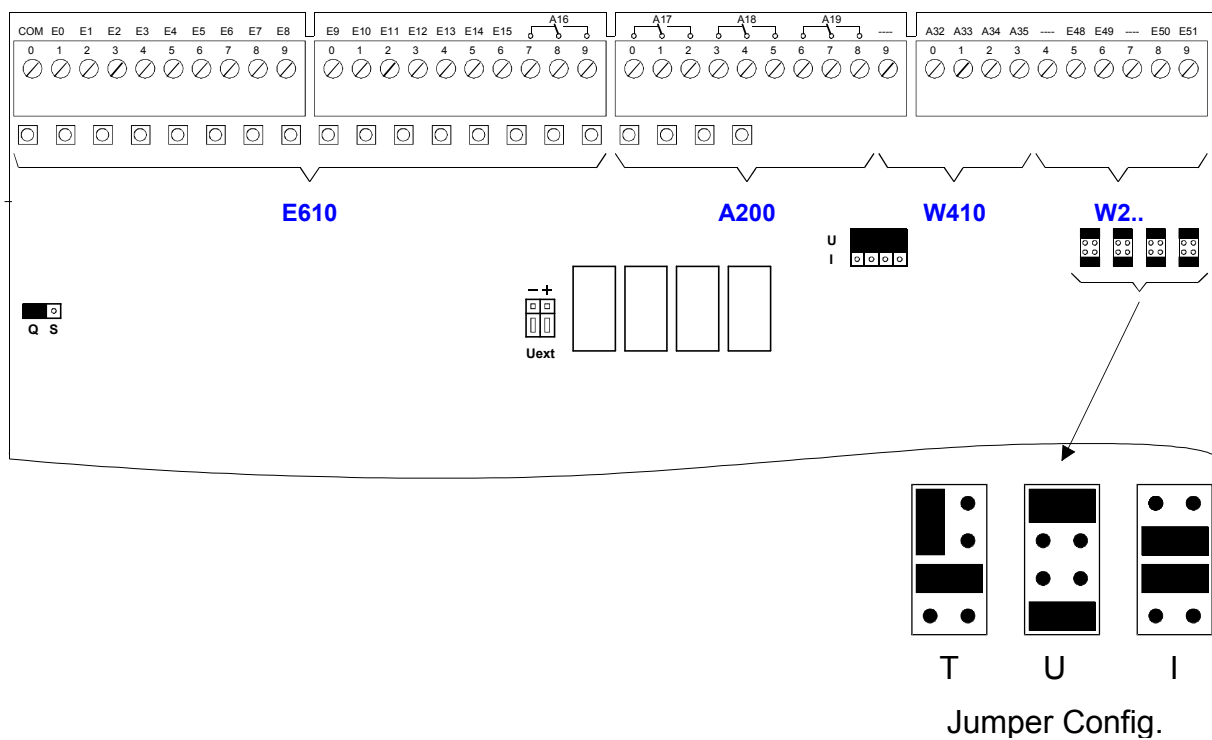 A16 A17 A18 A19
COM E0 E1 E2 E3 E4 E5 E6 E7 E8 E9 E10 E11 E12 E13 E14 E15 ---- A32 A33 A34 A35 ---- E48 E49 ---- E50 E51
0 1 2 3 4 5 6 7 8 9 0 1 2 3 4 5 6 7 8 9 0 1 2 3 4 5 6 7 8 9 0 1 2 3 4 5 6 7 8 9
E610 A200 W410 W2..
U
I
– +
Q S
Uext
T U I
Jumper Config.